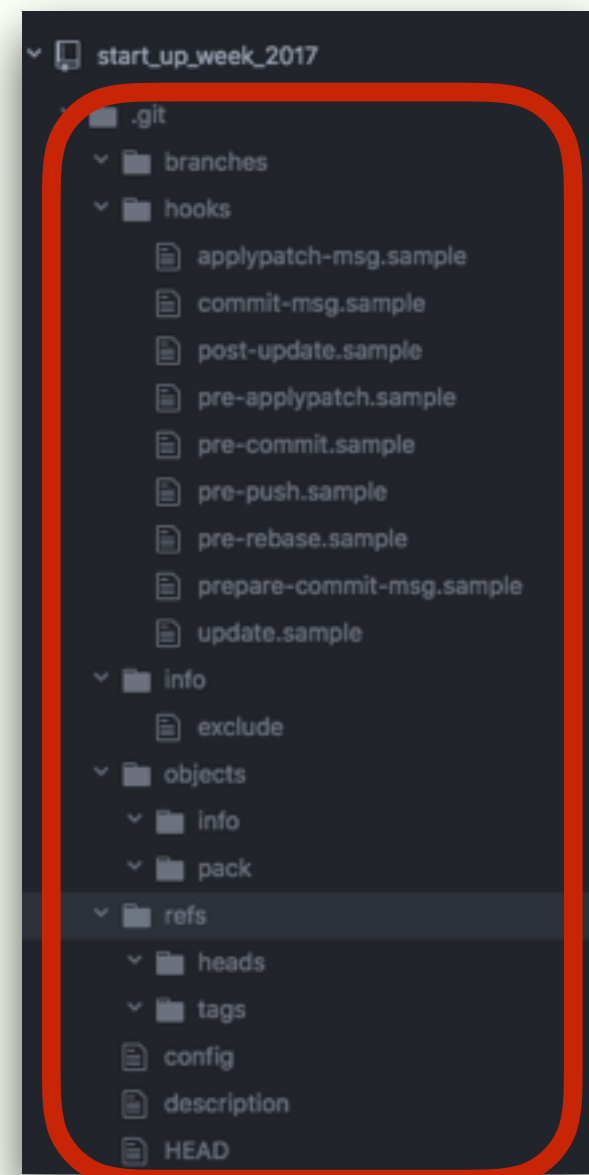 start_up_week_2017
.git
branches
hooks
applypatch-msg.sample
commit-msg.sample
post-update.sample
pre-applypatch.sample
pre-commit.sample
pre-push.sample
pre-rebase.sample
prepare-commit-msg.sample
update.sample
info
exclude
objects
info
pack
refs
heads
tags
config
description
HEAD